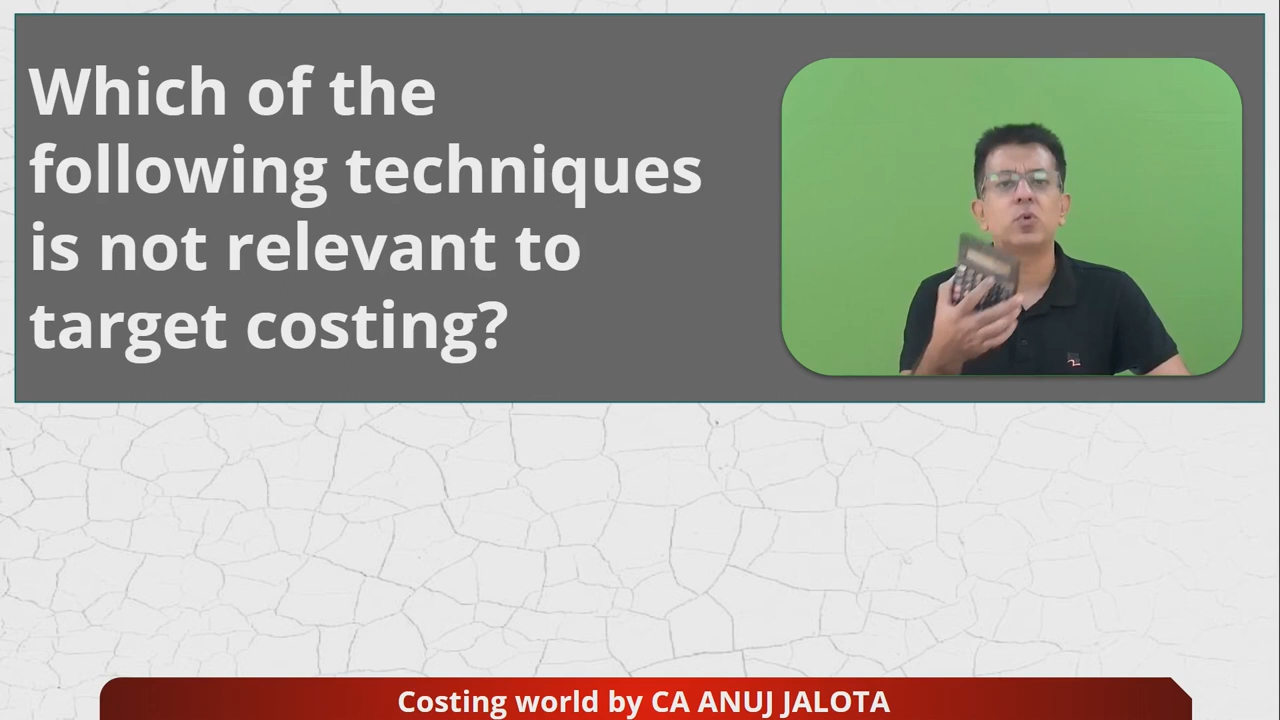 Which of the
following techniques
is not relevant to
target costing?
Costing world by CA ANUJ JALOTA